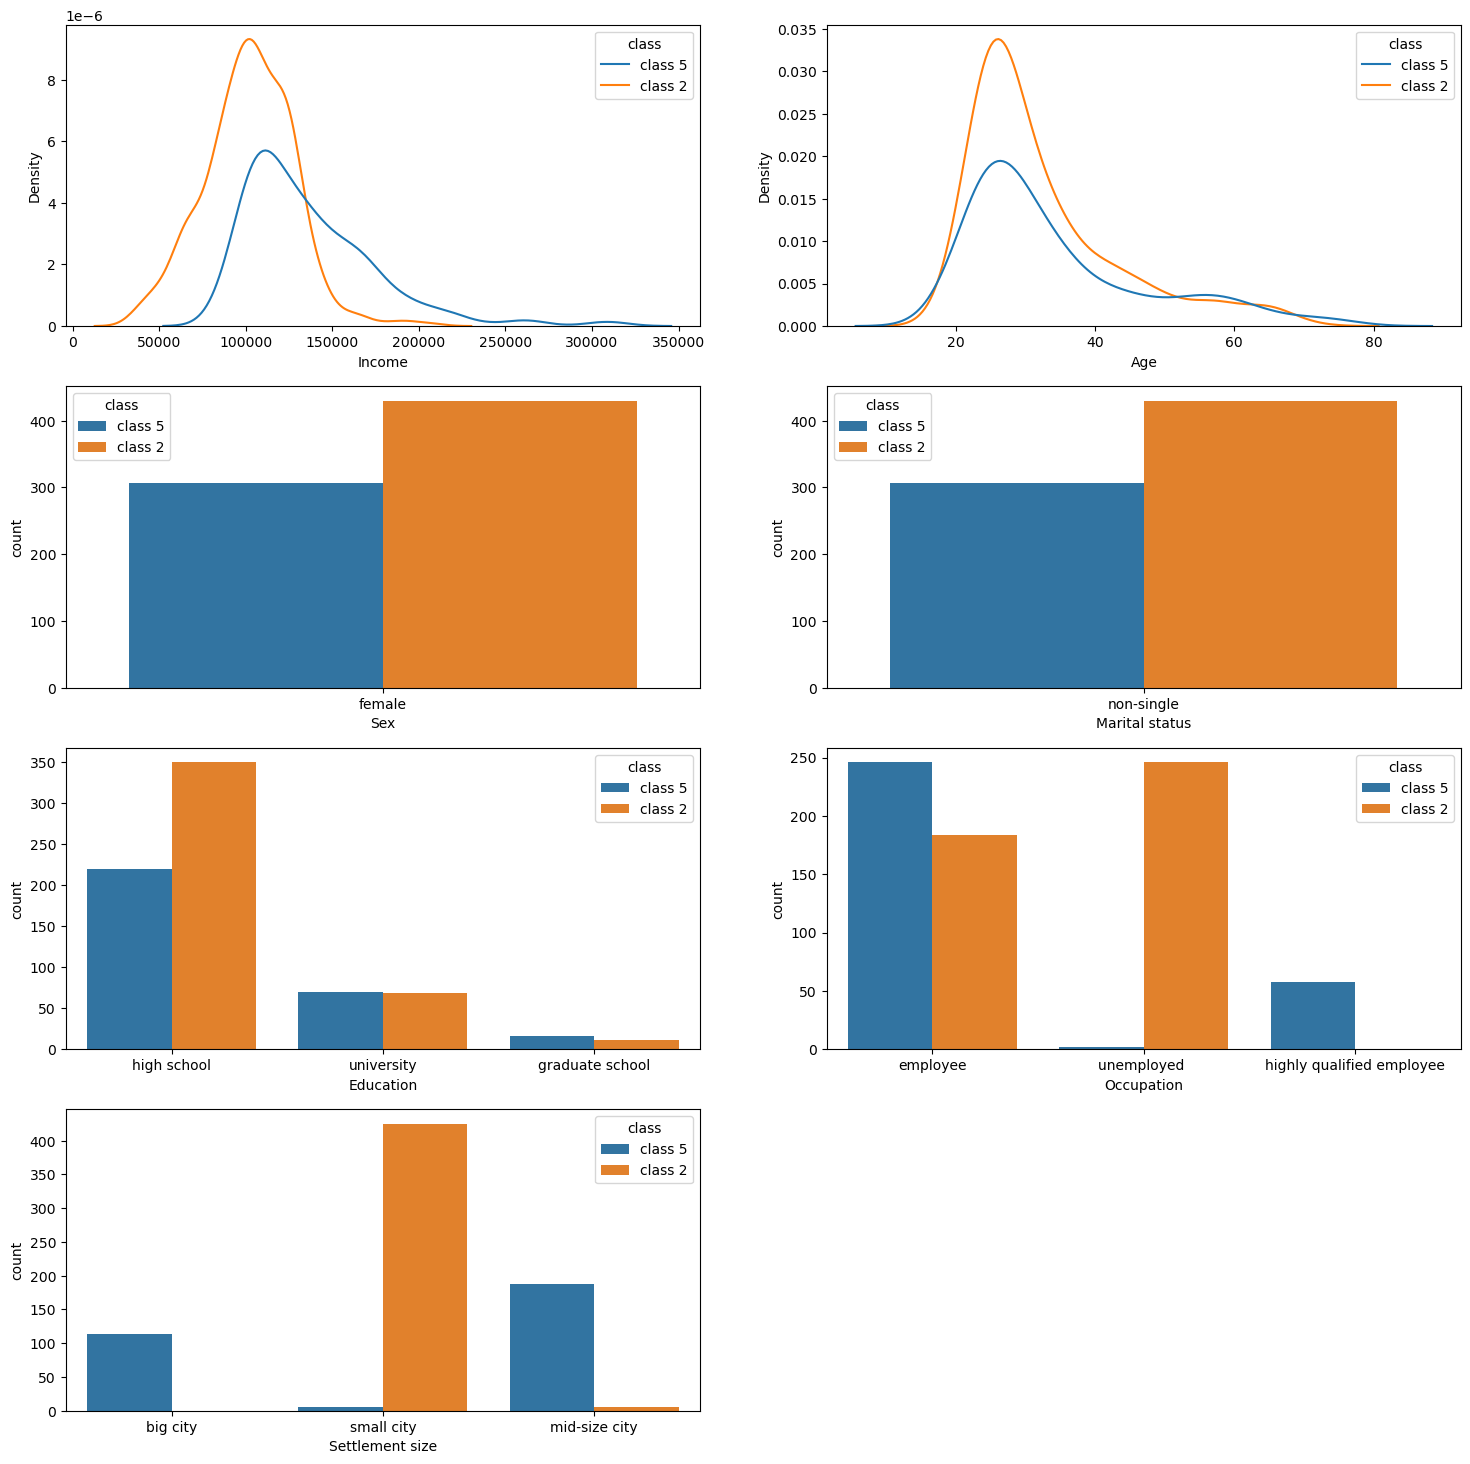 1e−6
class
class 5
class 2
8
6
4
2
0
Density
0 50000 100000 150000 200000 250000 300000 350000
Income
class
class 5
class 2
0.035
0.030
0.025
0.020
0.015
0.010
0.005
0.000
Density
20 40 60 80
Age
class
class 5
class 2
400
300
200
100
0
count
female
Sex
class
class 5
class 2
400
300
200
100
0
count
non-single
Marital status
class
class 5
class 2
350
300
250
200
150
100
50
0
count
high school university graduate school
Education
class
class 5
class 2
250
200
150
100
50
0
count
employee unemployed highly qualified employee
Occupation
class
class 5
class 2
400
350
300
250
200
150
100
50
0
count
big city small city mid-size city
Settlement size